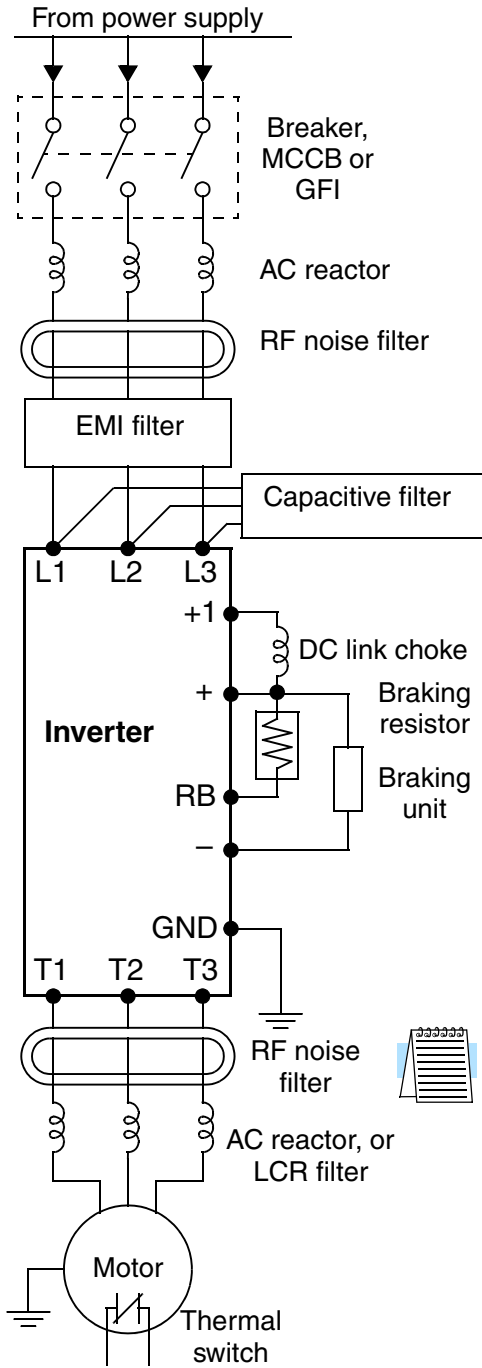 From power supply
Breaker,
MCCB or
GFI
AC reactor
RF noise filter
EMI filter
Capacitive filter
L1 L2 L3
+1
DC link choke
+
Braking
resistor
Inverter
Braking
unit
RB
–
GND
T1 T2 T3
RF noise
filter
AC reactor, or
LCR filter
Motor
Thermal
switch